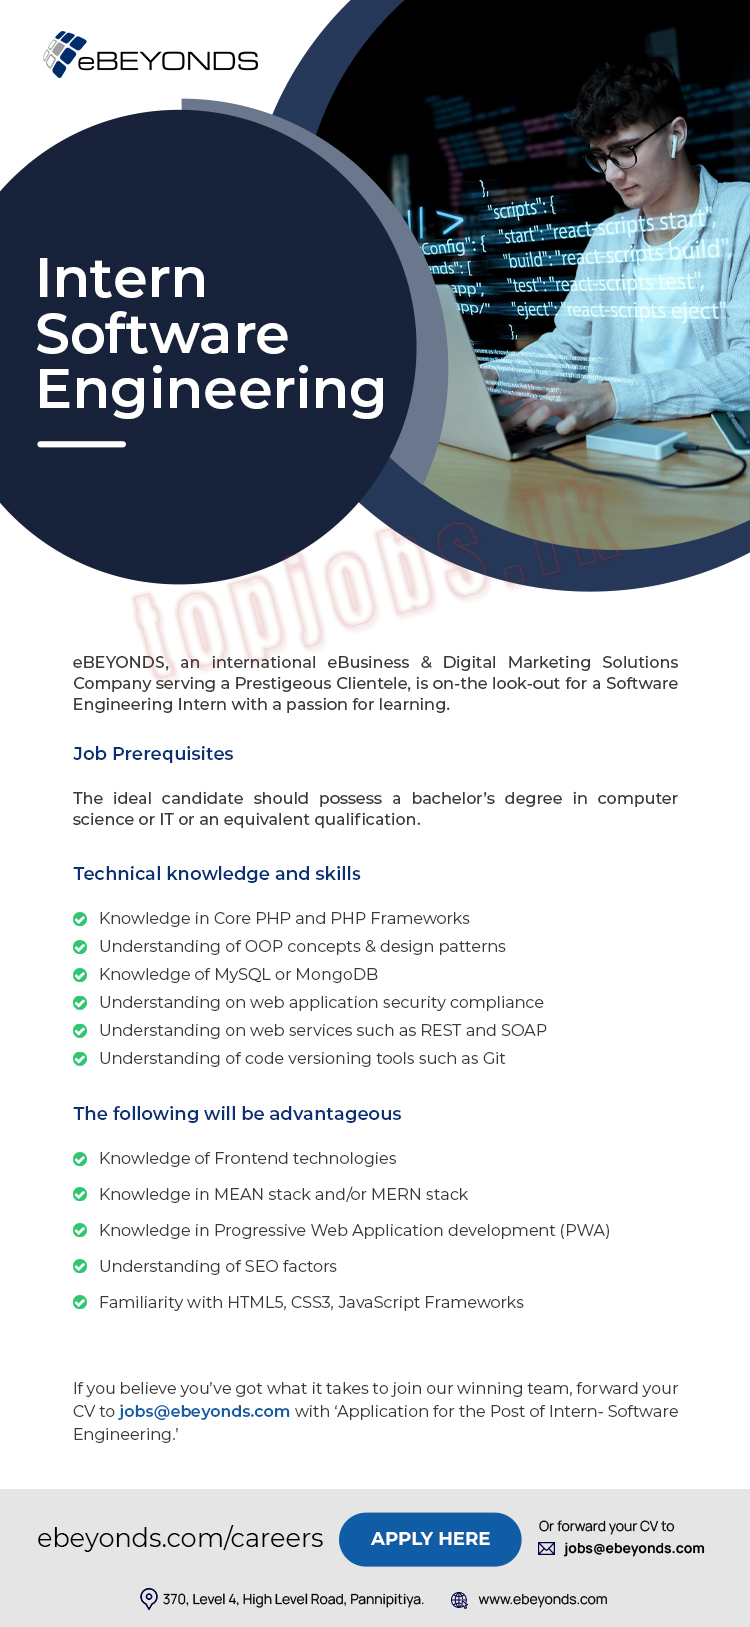 eBEYONDS
Intern
Software
Engineering
||>
},
"scripts": {
"start": "react-scripts start",
"build": "react-scripts build",
"test": "react-scripts test",
"eject": "react-scripts eject"
},
Config": {
nds": [
app",
app/"
topjobs.lk
eBEYONDS, an international eBusiness & Digital Marketing Solutions
Company serving a Prestigeous Clientele, is on-the look-out for a Software
Engineering Intern with a passion for learning.
Job Prerequisites
The ideal candidate should possess a bachelor's degree in computer
science or IT or an equivalent qualification.
Technical knowledge and skills
Knowledge in Core PHP and PHP Frameworks
Understanding of OOP concepts & design patterns
Knowledge of MySQL or MongoDB
Understanding on web application security compliance
Understanding on web services such as REST and SOAP
Understanding of code versioning tools such as Git
The following will be advantageous
Knowledge of Frontend technologies
Knowledge in MEAN stack and/or MERN stack
Knowledge in Progressive Web Application development (PWA)
Understanding of SEO factors
Familiarity with HTML5, CSS3, JavaScript Frameworks
If you believe you've got what it takes to join our winning team, forward your
CV to jobs@ebeyonds.com with ‘Application for the Post of Intern- Software
Engineering.’
ebeyonds.com/careers
APPLY HERE
Or forward your CV to
jobs@ebeyonds.com
370, Level 4, High Level Road, Pannipitiya.
www.ebeyonds.com